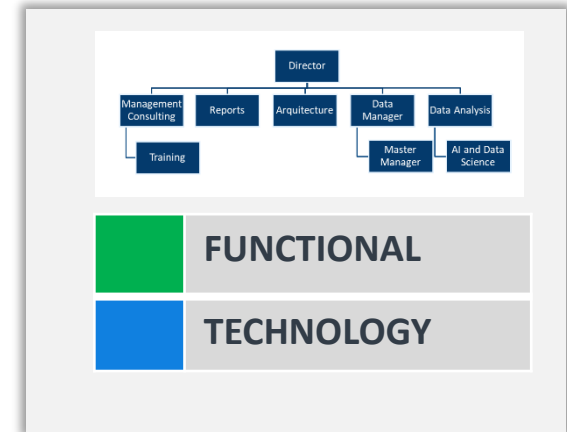 Director
Management
Consulting
Reports
Arquitecture
Data
Manager
Data Analysis
Training
Master
Manager
AI and Data
Science
FUNCTIONAL
TECHNOLOGY